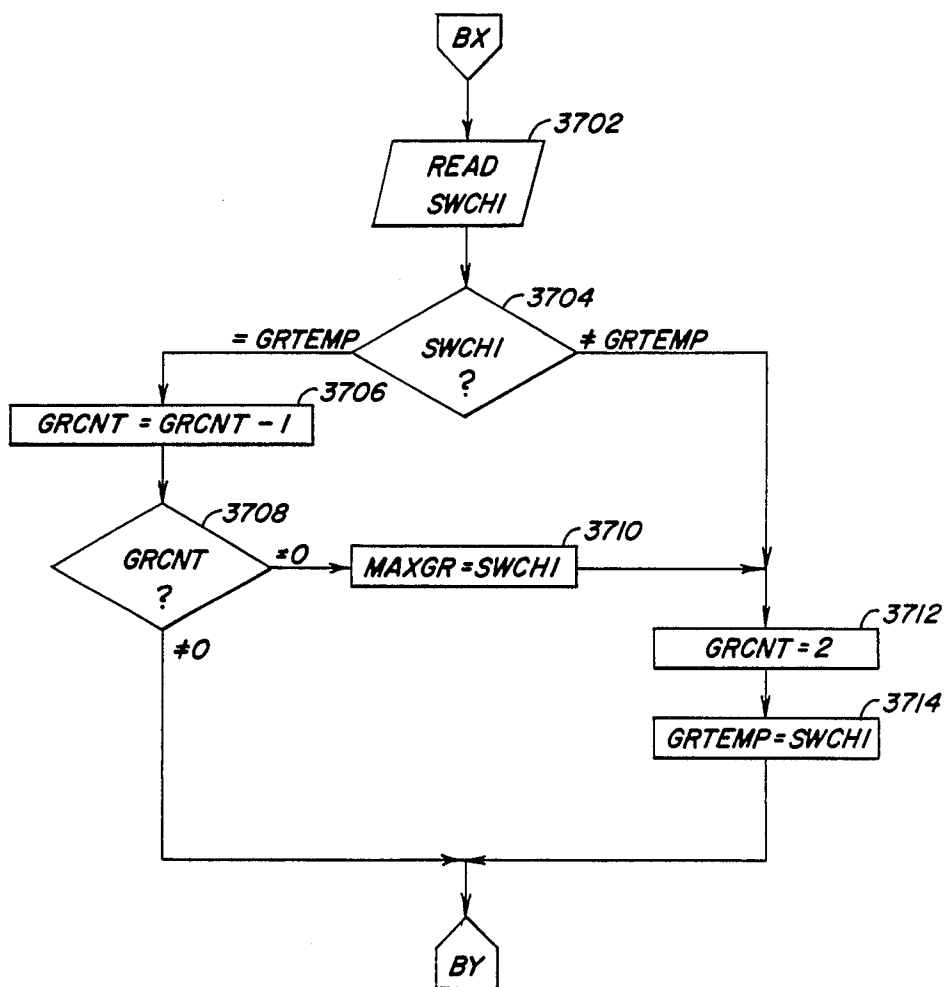 BX
3702
READ
SWCHI
3704
= GRTEMP
SWCHI
?
≠ GRTEMP
3706
GRCNT = GRCNT - 1
3708
GRCNT
?
=0
≠0
3710
MAXGR = SWCHI
3712
GRCNT = 2
3714
GRTEMP = SWCHI
BY